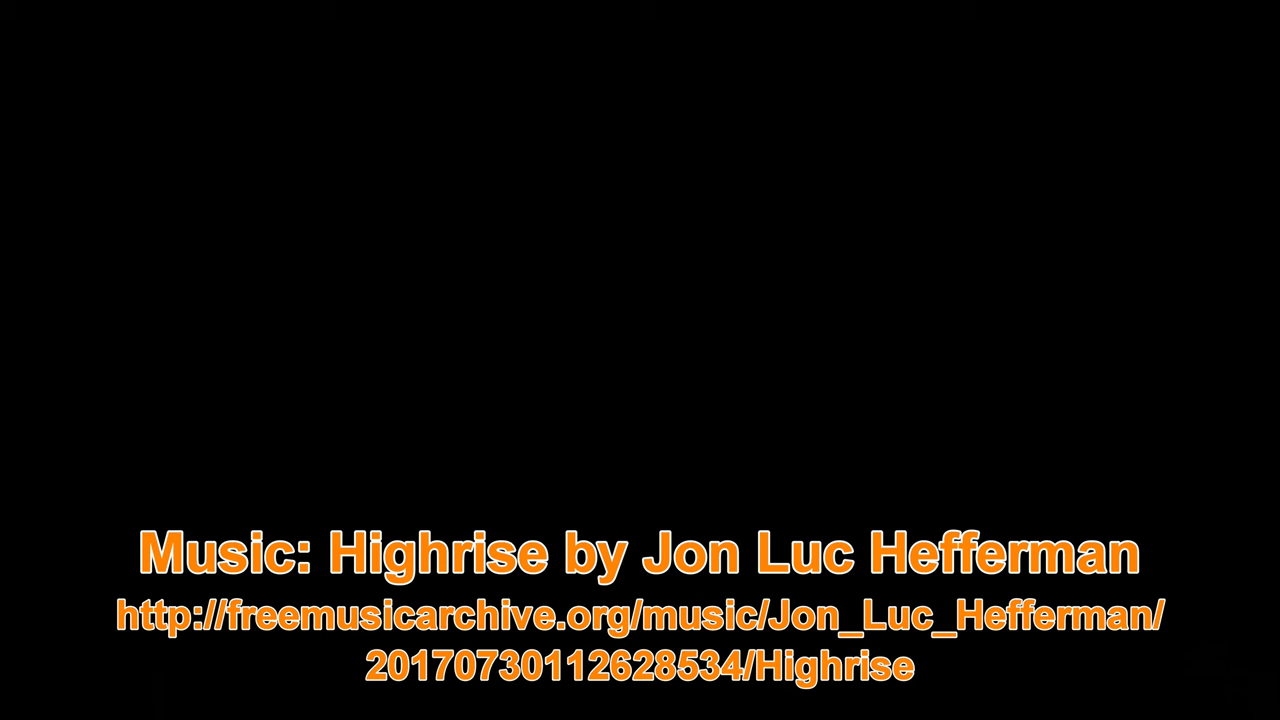 Music: Highrise by Jon Luc Hefferman
http://freemusicarchive.org/music/Jon_Luc_Hefferman/
20170730112628534/Highrise